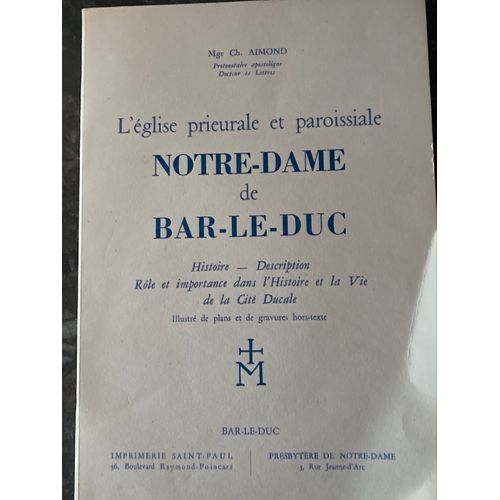 Mgr Ch. AIMOND
Protonotaire apostolique
Docteur ès Lettres
L'église prieurale et paroissiale
NOTRE-DAME
de
BAR-LE-DUC
Histoire — Description
Rôle et importance dans l'Histoire et la Vie
de la Cité Ducale
Illustré de plans et de gravures hors-texte
M
BAR-LE-DUC
IMPRIMERIE SAINT-PAUL
36, Boulevard Raymond-Poincaré
PRESBYTÈRE DE NOTRE-DAME
3, Rue Jeanne-d'Arc